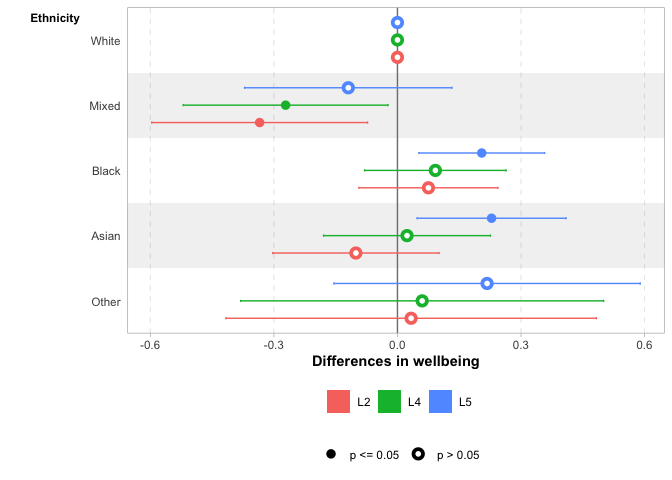 Ethnicity
White
Mixed
Black
Asian
Other
-0.6 -0.3 0.0 0.3 0.6
Differences in wellbeing
L2 L4 L5
p <= 0.05 p > 0.05